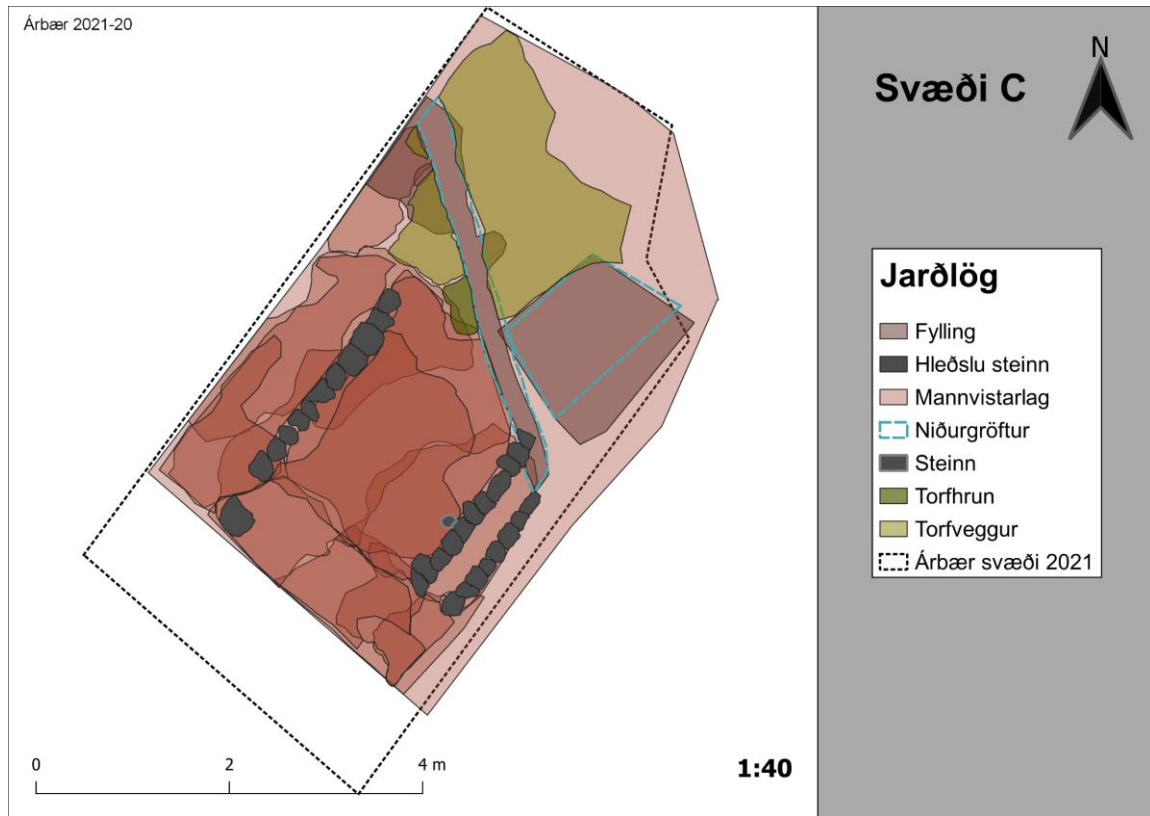 Árbær 2021-20
Svæði C
N
Jarðlög
Fylling
Hleðslu steinn
Mannvistarlag
Niðurgröftur
Steinn
Torfhrun
Torfveggur
Árbær svæði 2021
0 2 4 m
1:40